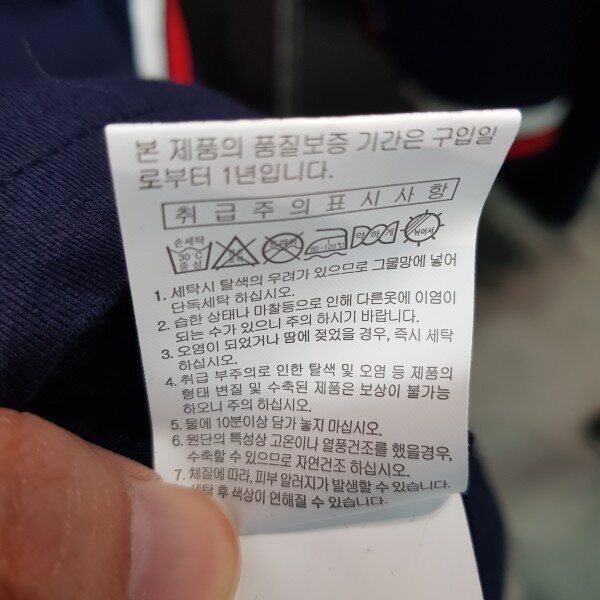 본 제품의 품질보증 기간은 구입일
로부터 1년입니다.
취급주의표시사항
손세탁
30℃
중성
드라이
80~120℃
약하게
뉘어서
1. 세탁시 탈색의 우려가 있으므로 그물망에 넣어
단독세탁 하십시오.
2. 습한 상태나 마찰등으로 인해 다른옷에 이염이
되는 수가 있으니 주의 하시기 바랍니다.
3. 오염이 되었거나 땀에 젖었을 경우, 즉시 세탁
하십시오.
4. 취급 부주의로 인한 탈색 및 오염 등 제품의
형태 변질 및 수축된 제품은 보상이 불가능
하오니 주의 하십시오.
5. 물에 10분이상 담가 놓지 마십시오.
6. 원단의 특성상 고온이나 열풍건조를 했을경우,
수축할 수 있으므로 자연건조 하십시오.
7. 체질에 따라, 피부 알러지가 발생할 수 있습니다.
세탁 후 색상이 연해질 수 있습니다.